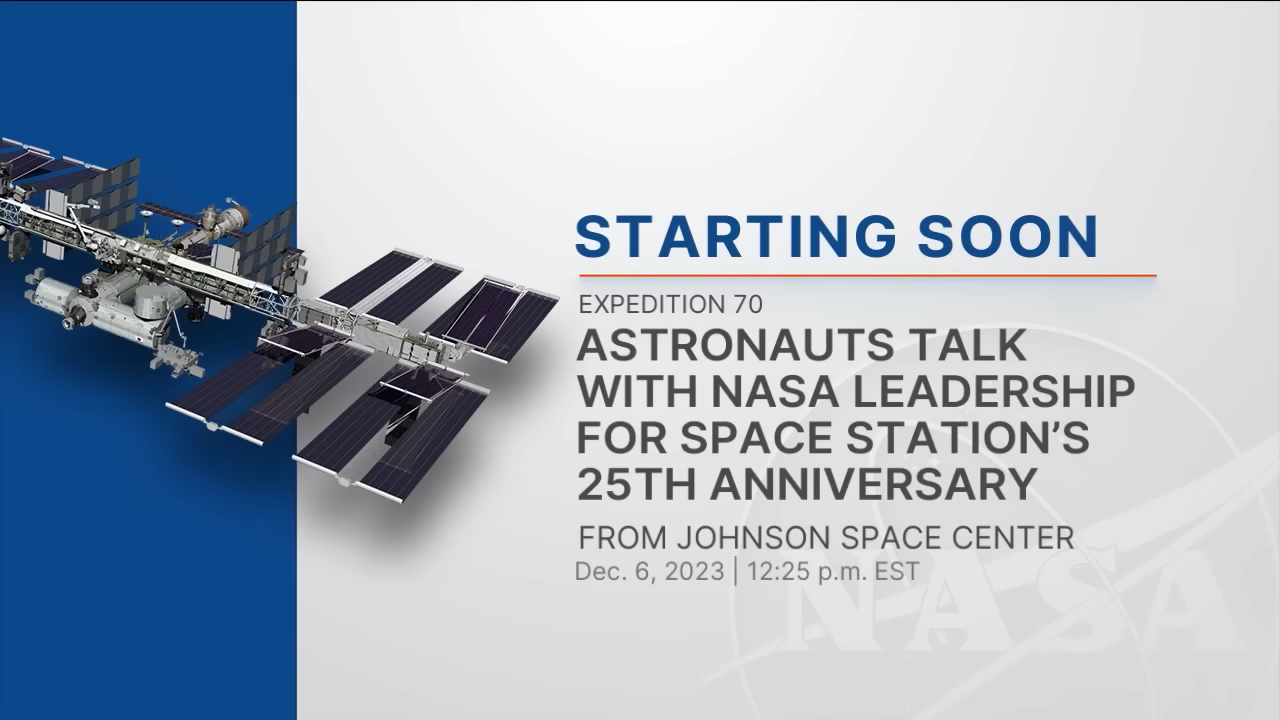 STARTING SOON
EXPEDITION 70
ASTRONAUTS TALK
WITH NASA LEADERSHIP
FOR SPACE STATION’S
25TH ANNIVERSARY
FROM JOHNSON SPACE CENTER
Dec. 6, 2023 | 12:25 p.m. EST
NASA